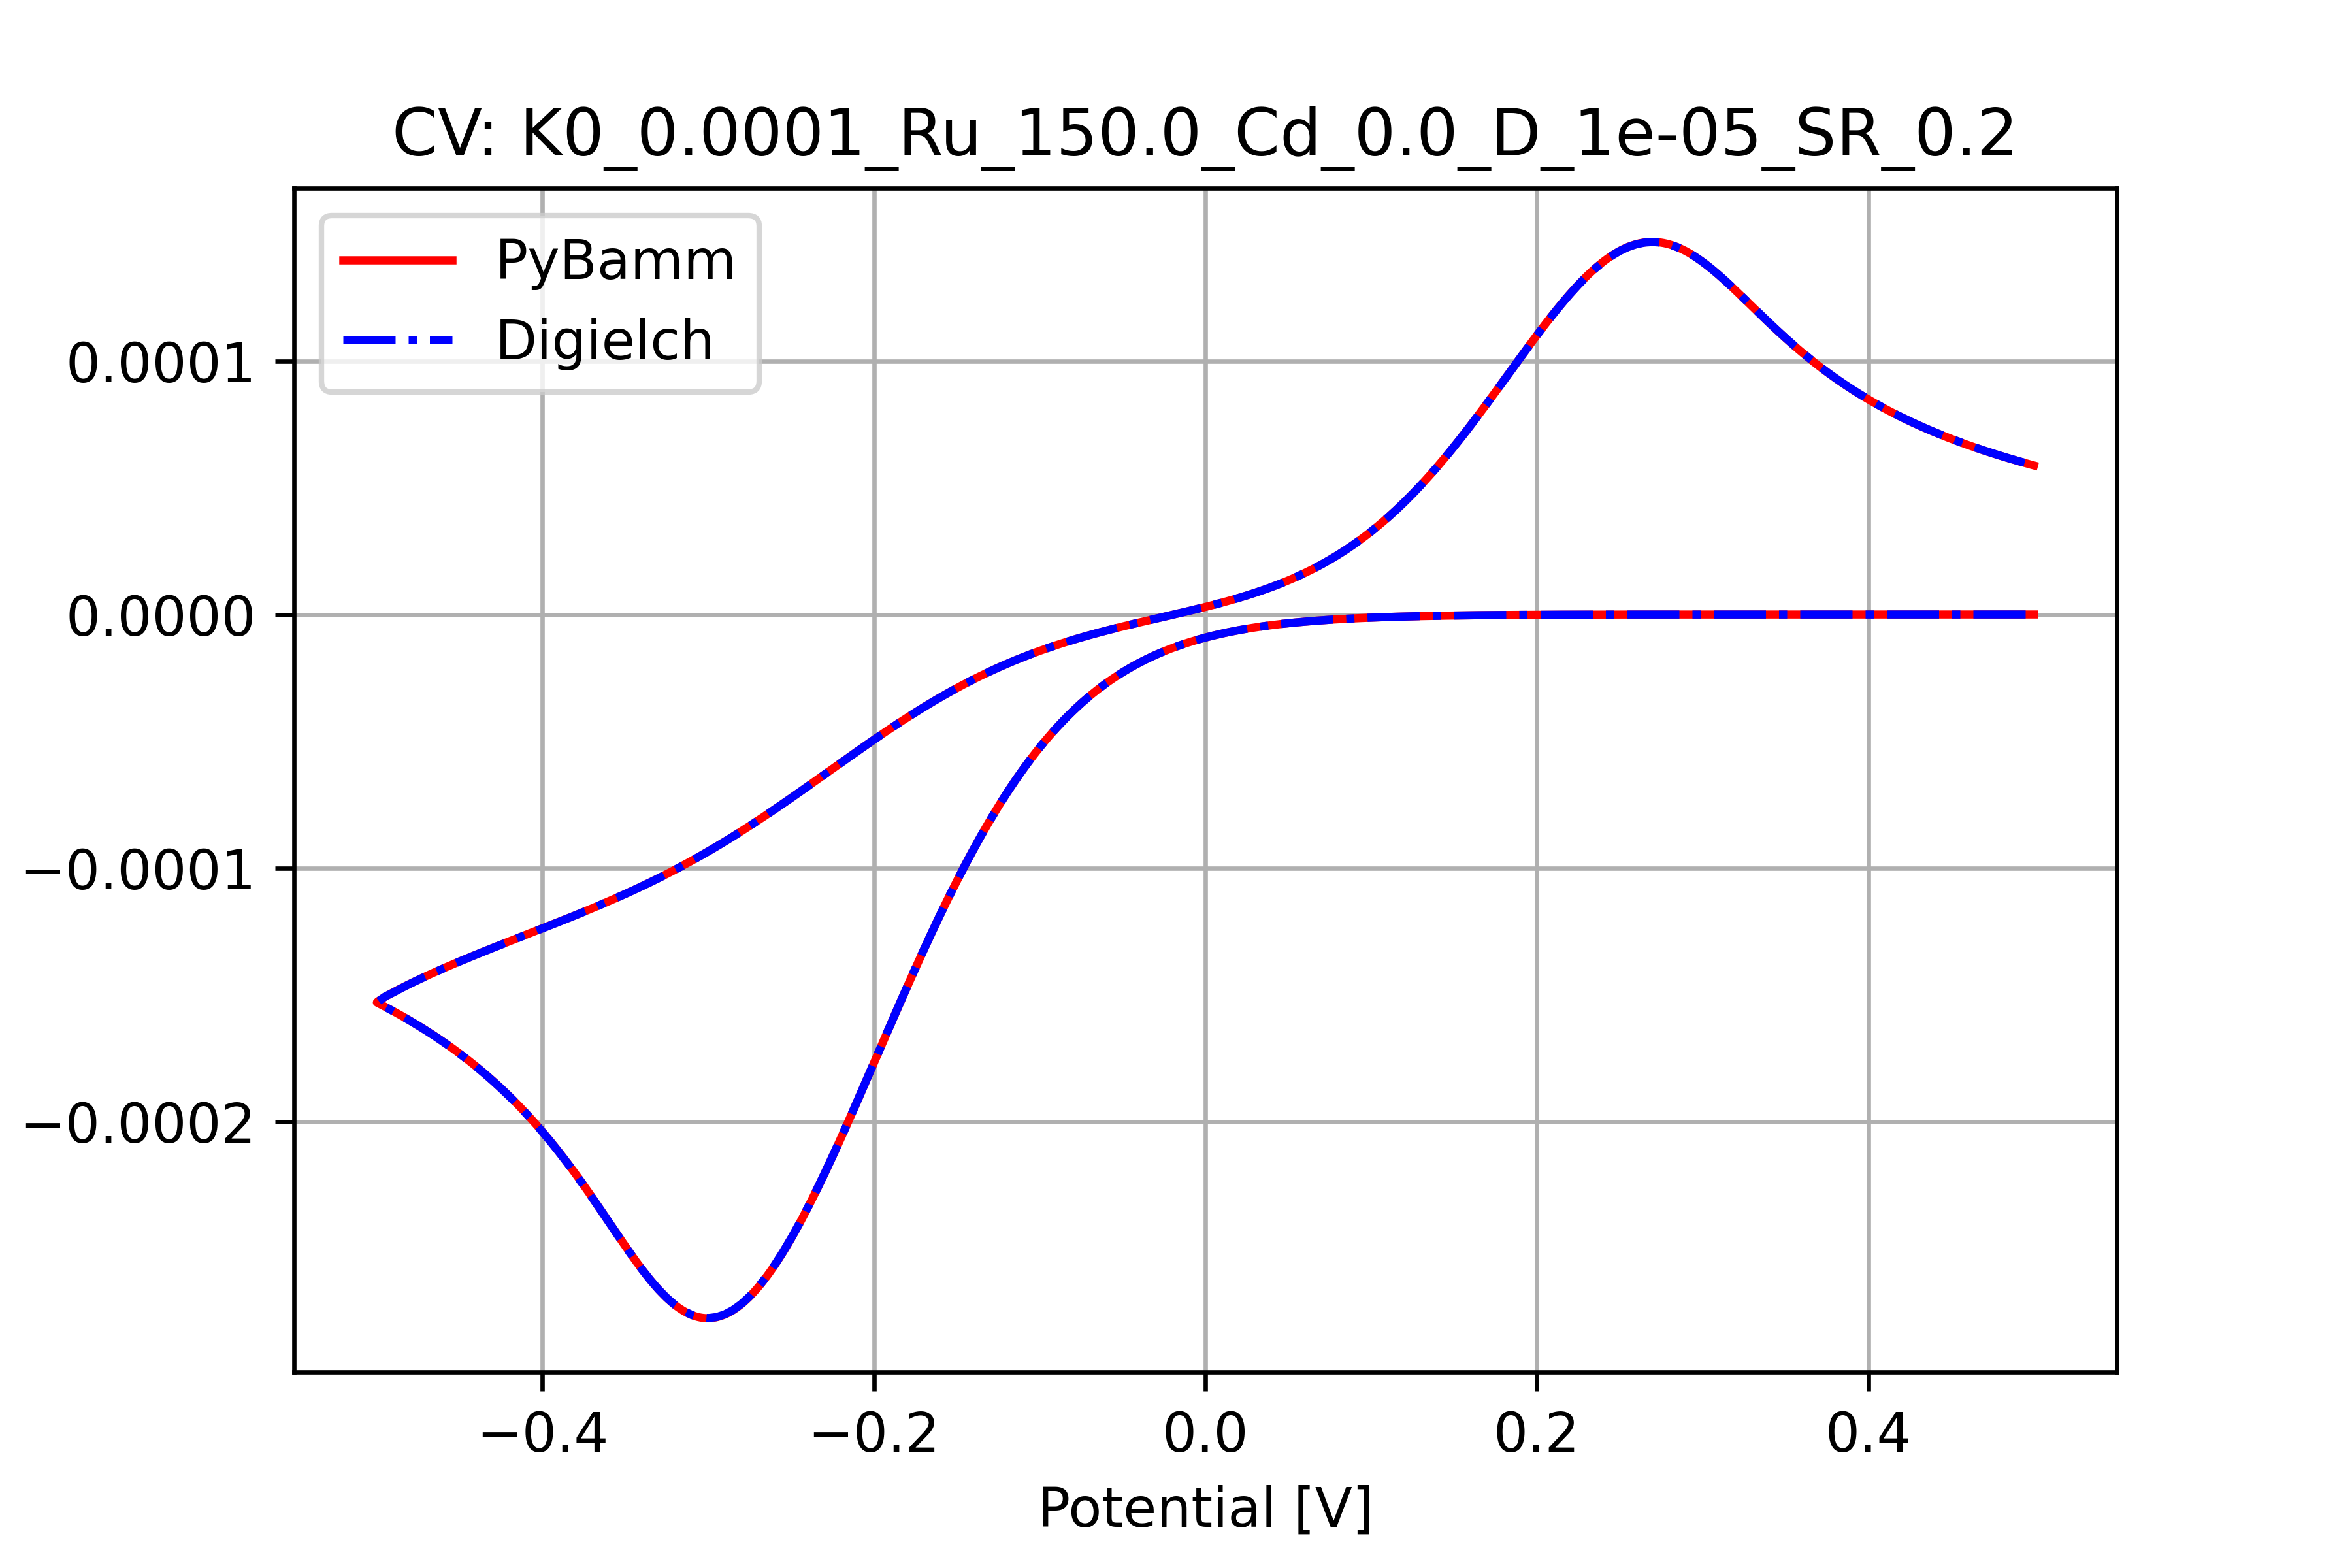 CV: K0_0.0001_Ru_150.0_Cd_0.0_D_1e-05_SR_0.2
PyBamm
Digielch
0.0001
0.0000
−0.0001
−0.0002
−0.4 −0.2 0.0 0.2 0.4
Potential [V]